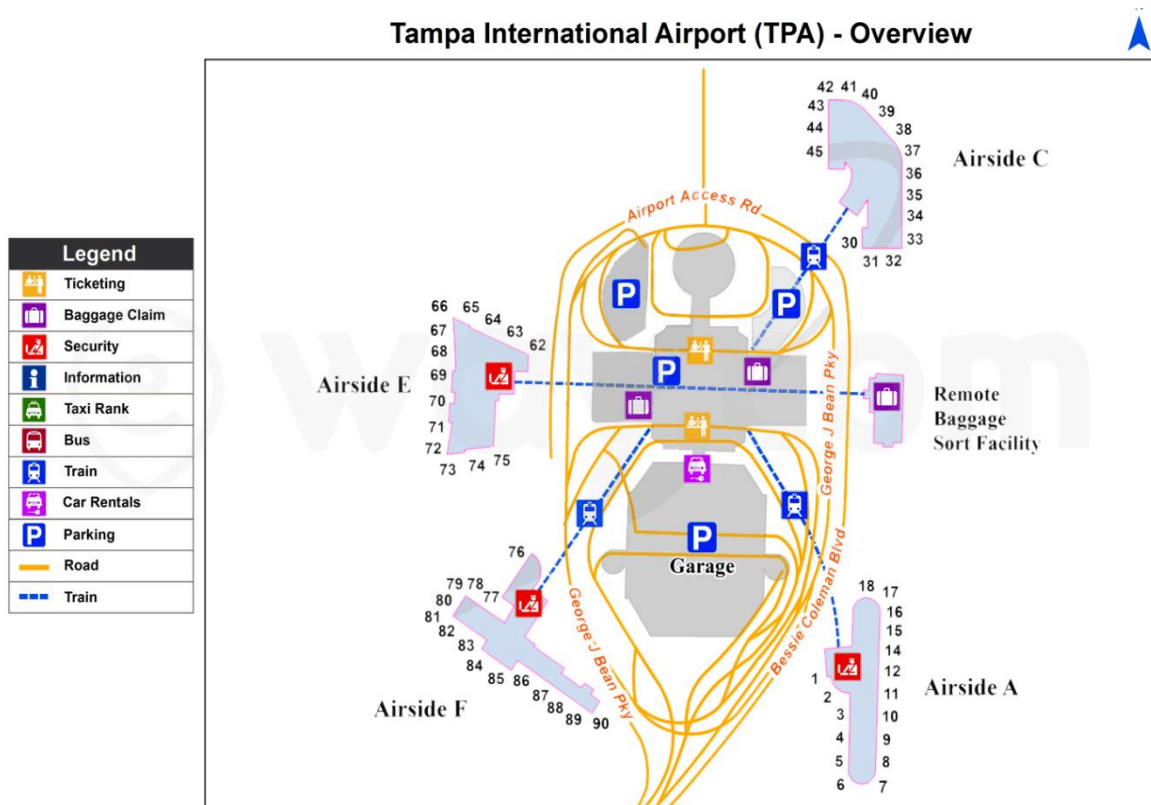 Tampa International Airport (TPA) - Overview
Legend
Ticketing
Baggage Claim
Security
Information
Taxi Rank
Bus
Train
Car Rentals
P
Parking
Road
Train
Airside C
42
41
40
39
38
37
36
35
34
33
32
31
30
43
44
45
Airport Access Rd
P
P
P
George J Bean Pky
Remote
Baggage
Sort Facility
Airside E
66
65
64
63
62
67
68
69
70
71
72
73
74
75
P
Garage
Bessie Coleman Blvd
George J Bean Pky
Airside F
76
77
78
79
80
81
82
83
84
85
86
87
88
89
90
Airside A
18
17
16
15
14
12
11
10
9
8
7
1
2
3
4
5
6